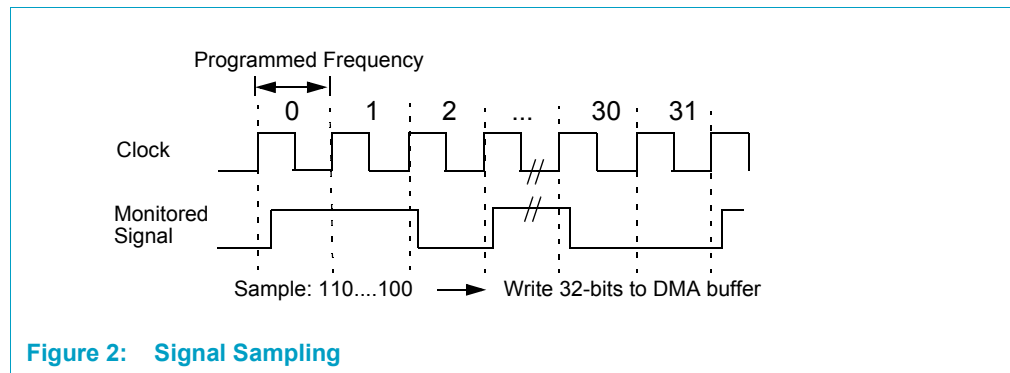 Programmed Frequency
0 1 2 ... 30 31
Clock
Monitored
Signal
Sample: 110....100 Write 32-bits to DMA buffer
Figure 2: Signal Sampling